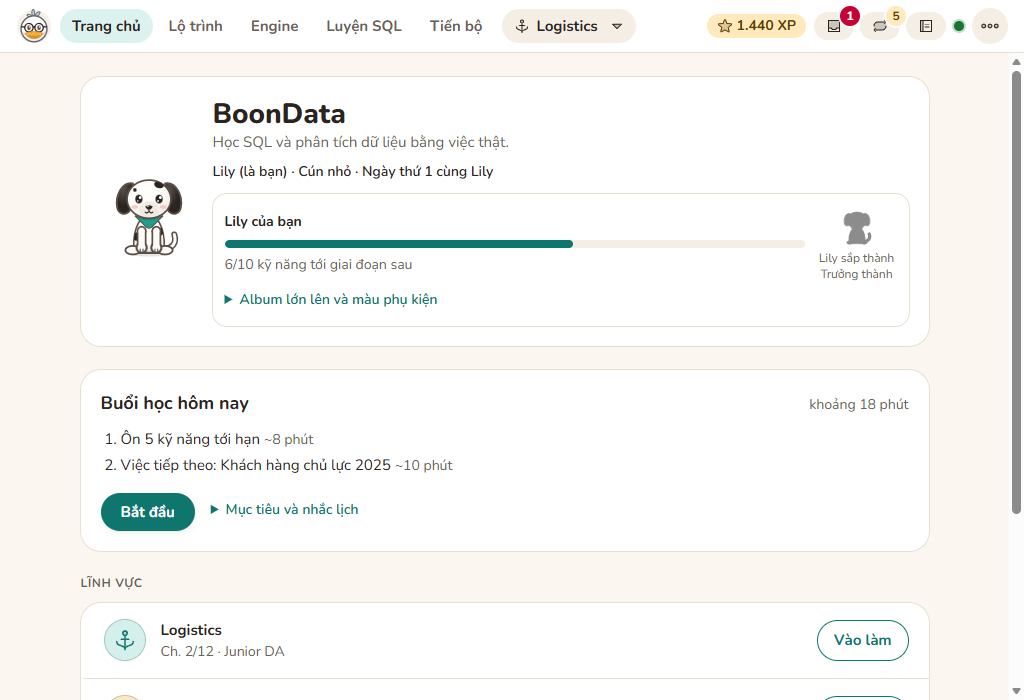 Trang chủ
Lộ trình
Engine
Luyện SQL
Tiến bộ
Logistics
1.440 XP
1
5
BoonData
Học SQL và phân tích dữ liệu bằng việc thật.
Lily (là bạn) · Cún nhỏ · Ngày thứ 1 cùng Lily
Lily của bạn
6/10 kỹ năng tới giai đoạn sau
Lily sắp thành
Trưởng thành
Album lớn lên và màu phụ kiện
Buổi học hôm nay
khoảng 18 phút
1. Ôn 5 kỹ năng tới hạn ~8 phút
2. Việc tiếp theo: Khách hàng chủ lực 2025 ~10 phút
Bắt đầu
Mục tiêu và nhắc lịch
LĨNH VỰC
Logistics
Ch. 2/12 · Junior DA
Vào làm